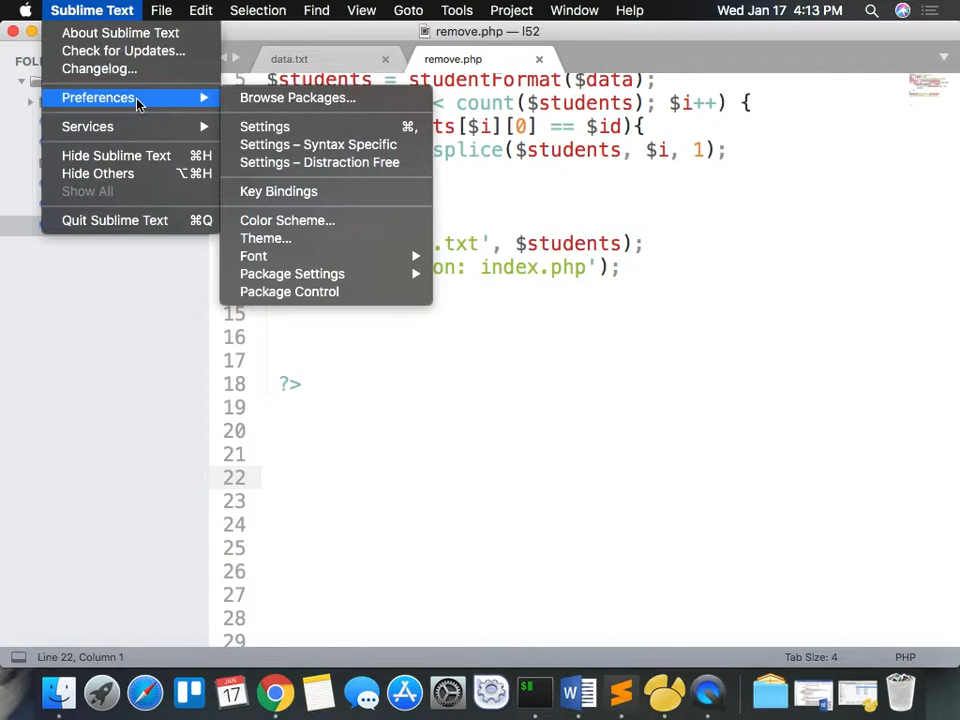 Sublime Text File Edit Selection Find View Goto Tools Project Window Help Wed Jan 17 4:13 PM
remove.php — l52
About Sublime Text
Check for Updates...
Changelog...
Preferences
Services
Hide Sublime Text ⌘H
Hide Others ⌥⌘H
Show All
Quit Sublime Text ⌘Q
Browse Packages...
Settings ⌘,
Settings – Syntax Specific
Settings – Distraction Free
Key Bindings
Color Scheme...
Theme...
Font
Package Settings
Package Control
FOL
data.txt × remove.php ×
5 $students = studentFormat($data);
< count($students); $i++) {
ts[$i][0] == $id){
splice($students, $i, 1);
.txt', $students);
on: index.php');
15
16
17
18 ?>
19
20
21
22
23
24
25
26
27
28
29
Line 22, Column 1 Tab Size: 4 PHP
JAN
17